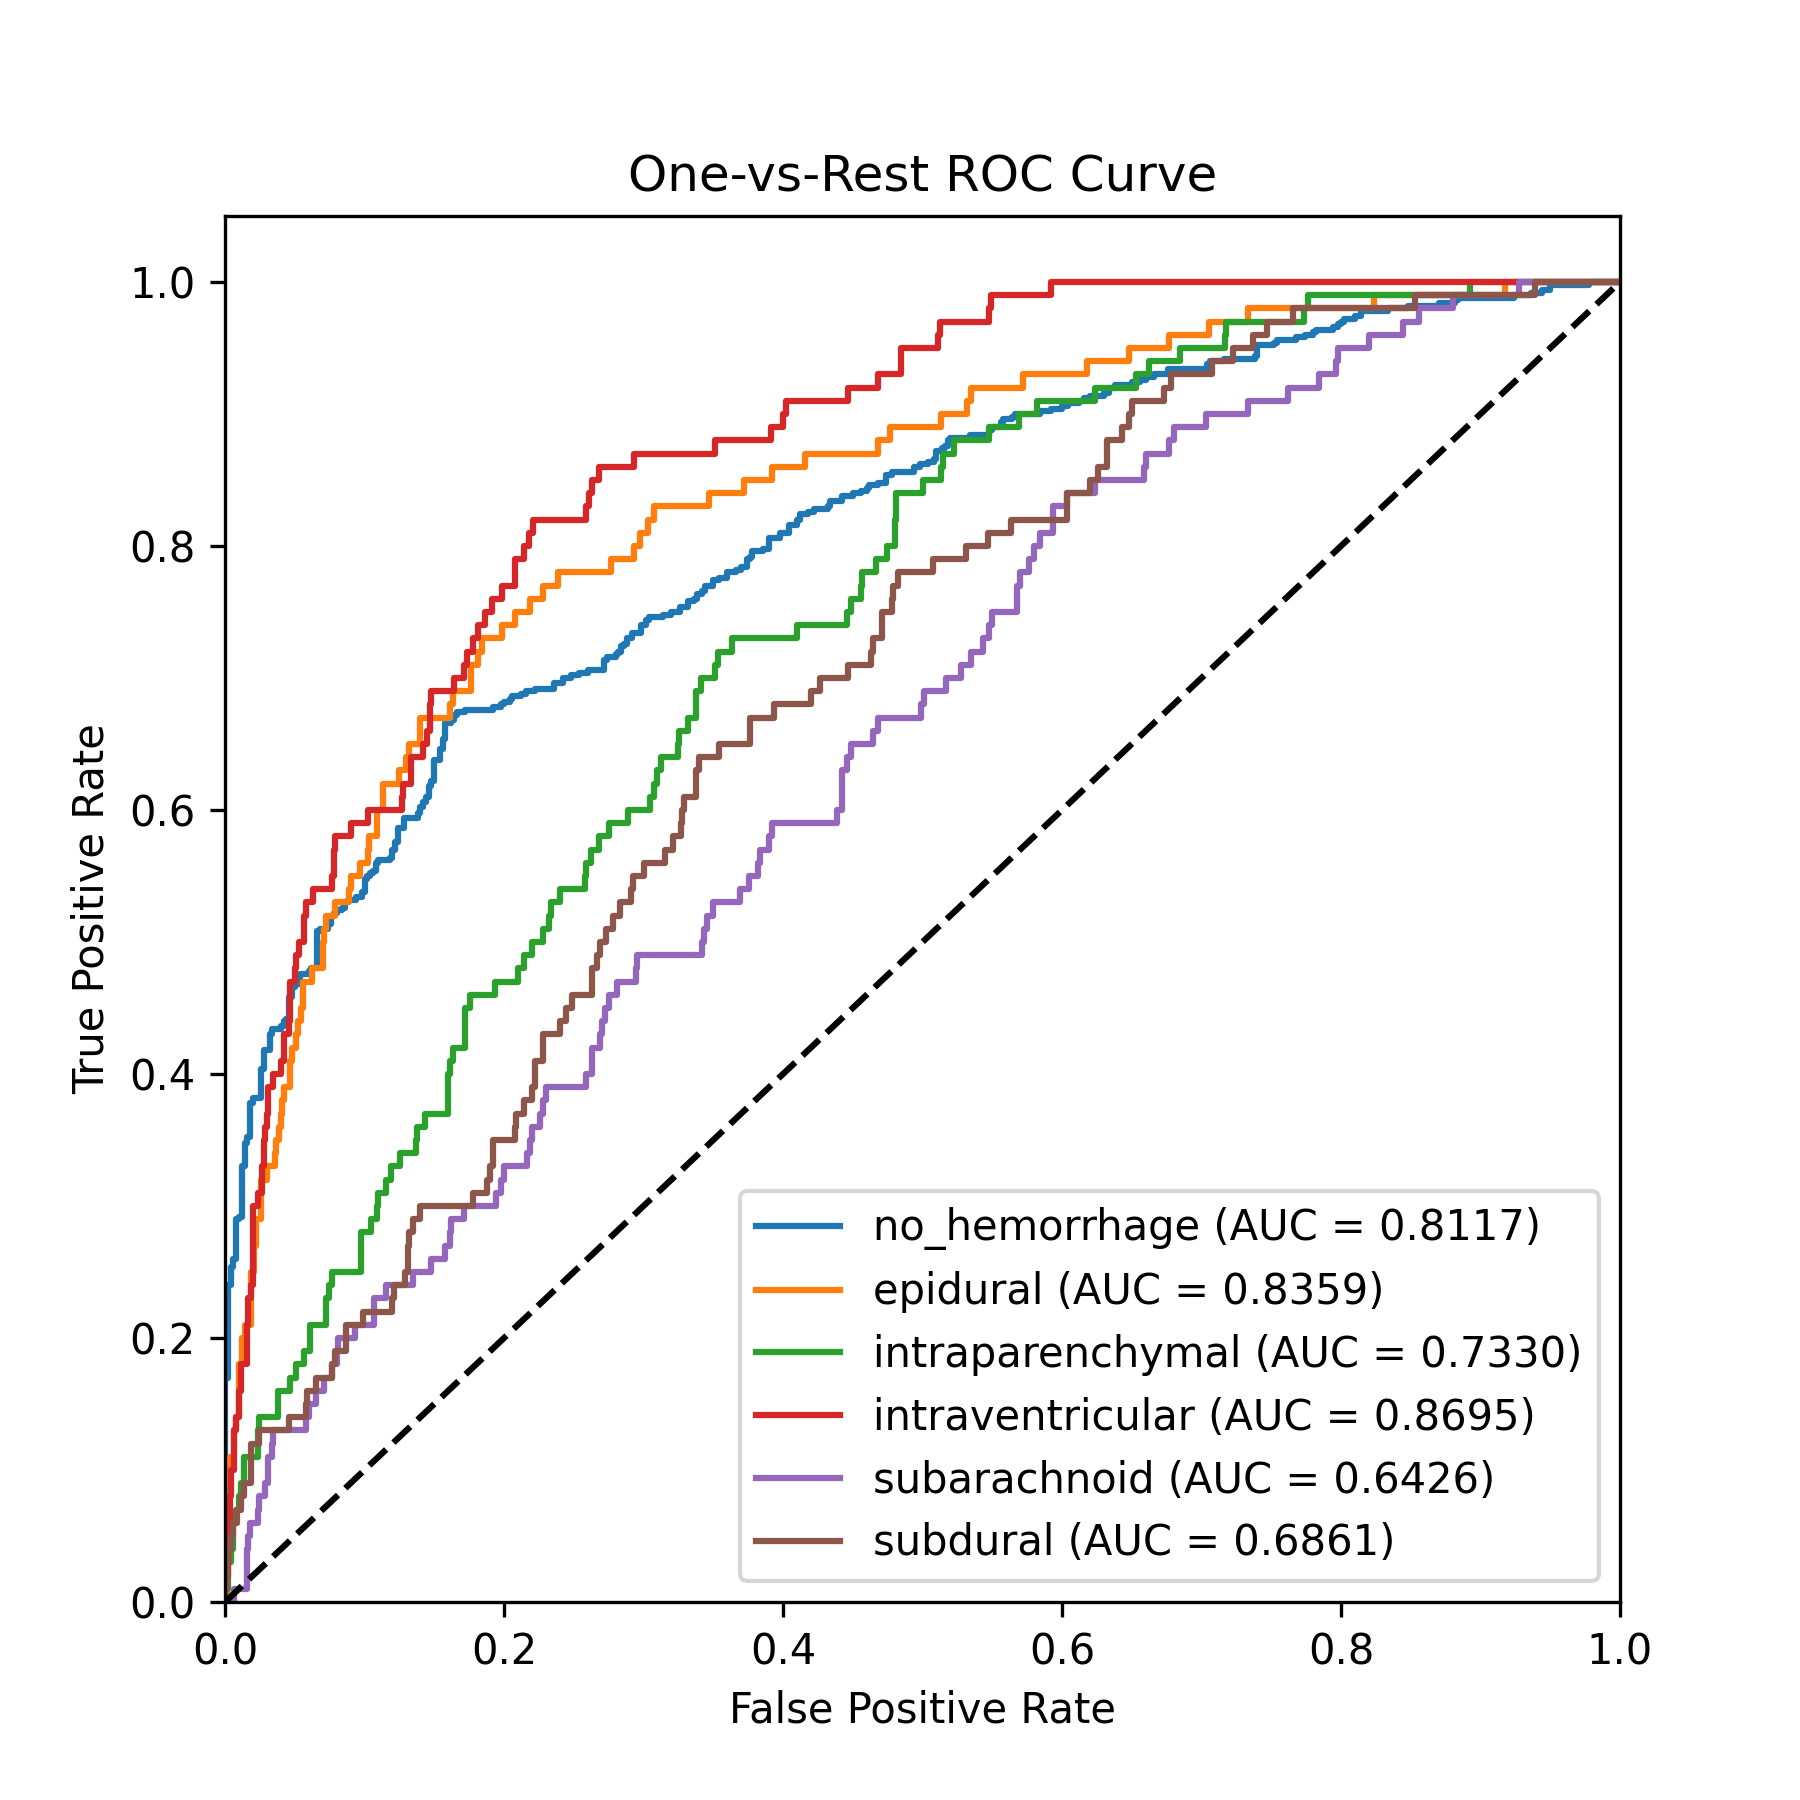 One-vs-Rest ROC Curve
1.0
0.8
0.6
0.4
0.2
0.0
True Positive Rate
no_hemorrhage (AUC = 0.8117)
epidural (AUC = 0.8359)
intraparenchymal (AUC = 0.7330)
intraventricular (AUC = 0.8695)
subarachnoid (AUC = 0.6426)
subdural (AUC = 0.6861)
0.0 0.2 0.4 0.6 0.8 1.0
False Positive Rate